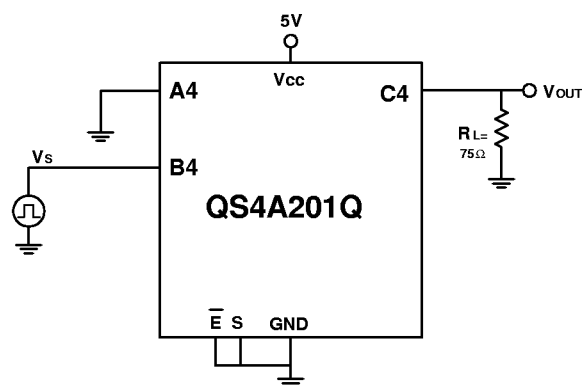 5V
Vcc
A4
C4
VOUT
RL=
75Ω
VS
B4
QS4A201Q
E̅ S GND